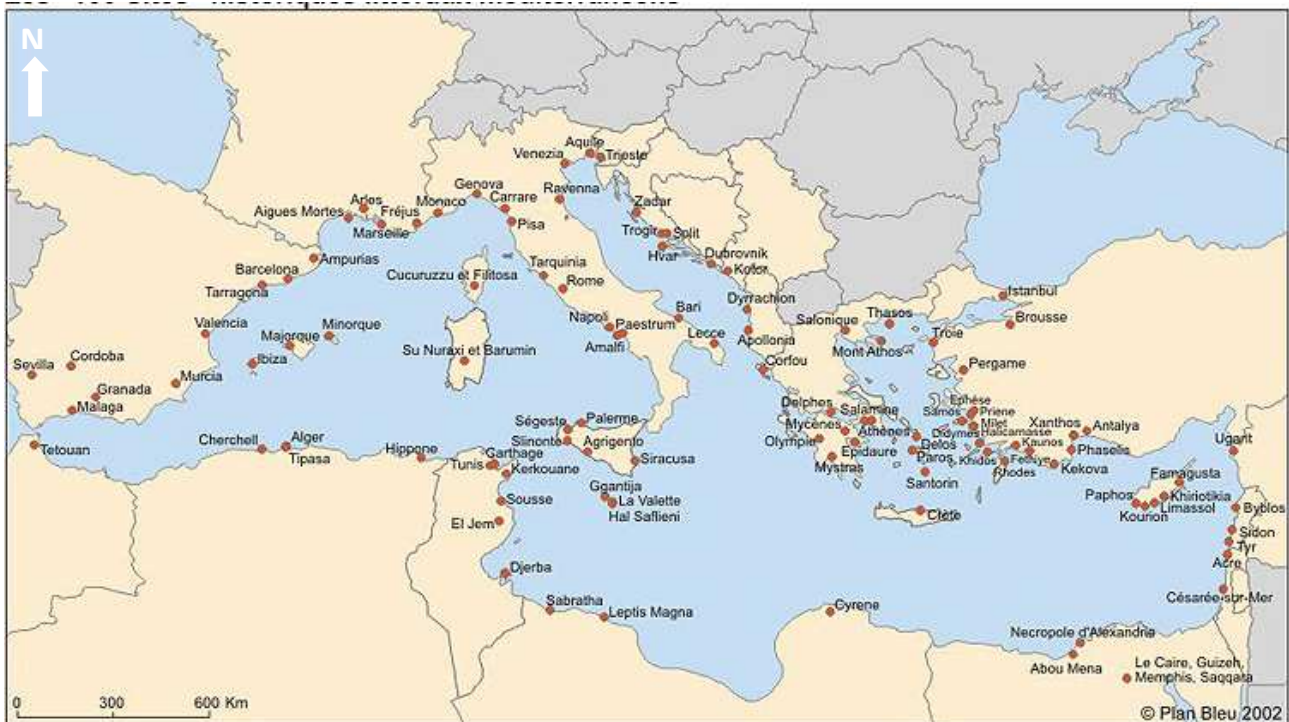 N
Aquile
Venezia
Trieste
Genova
Ravenna
Carrare
Arles
Monaco
Zadar
Aigues Mortes
Fréjus
Marseille
Pisa
Trogir
Split
Hvar
Dubrovnik
Kotor
Ampurias
Barcelona
Tarragona
Cucuruzzu et Filitosa
Tarquinia
Rome
Istanbul
Dyrrachion
Bari
Thasos
Salonique
Brousse
Valencia
Minorque
Majorque
Napoli
Paestrum
Amalfi
Lecce
Apollonia
Mont Athos
Troie
Su Nuraxi et Barumin
Cordoba
Sevilla
Ibiza
Corfou
Pergame
Murcia
Granada
Malaga
Delphes
Salamine
Ephèse
Samos
Priene
Ségeste
Palerme
Mycènes
Milet
Xanthos
Antalya
Athènes
Didymes
Halicarnasse
Slinonte
Agrigento
Olympie
Epidaure
Delos
Kaunos
Ugarit
Tetouan
Cherchell
Alger
Tipasa
Hippone
Carthage
Tunis
Kerkouane
Siracusa
Mystras
Paros
Khidos
Fethiye
Phaselis
Rhodes
Kekova
Santorin
Famagusta
Ggantija
Sousse
La Valette
Paphos
Khiriotikia
Hal Saflieni
Kourion
Limassol
Byblos
El Jem
Crète
Sidon
Tyr
Acre
Djerba
Césarée-sur-Mer
Sabratha
Leptis Magna
Cyrene
Necropole d'Alexandrie
Abou Mena
Le Caire, Guizeh,
Memphis, Saqqara
0 300 600 Km
© Plan Bleu 2002